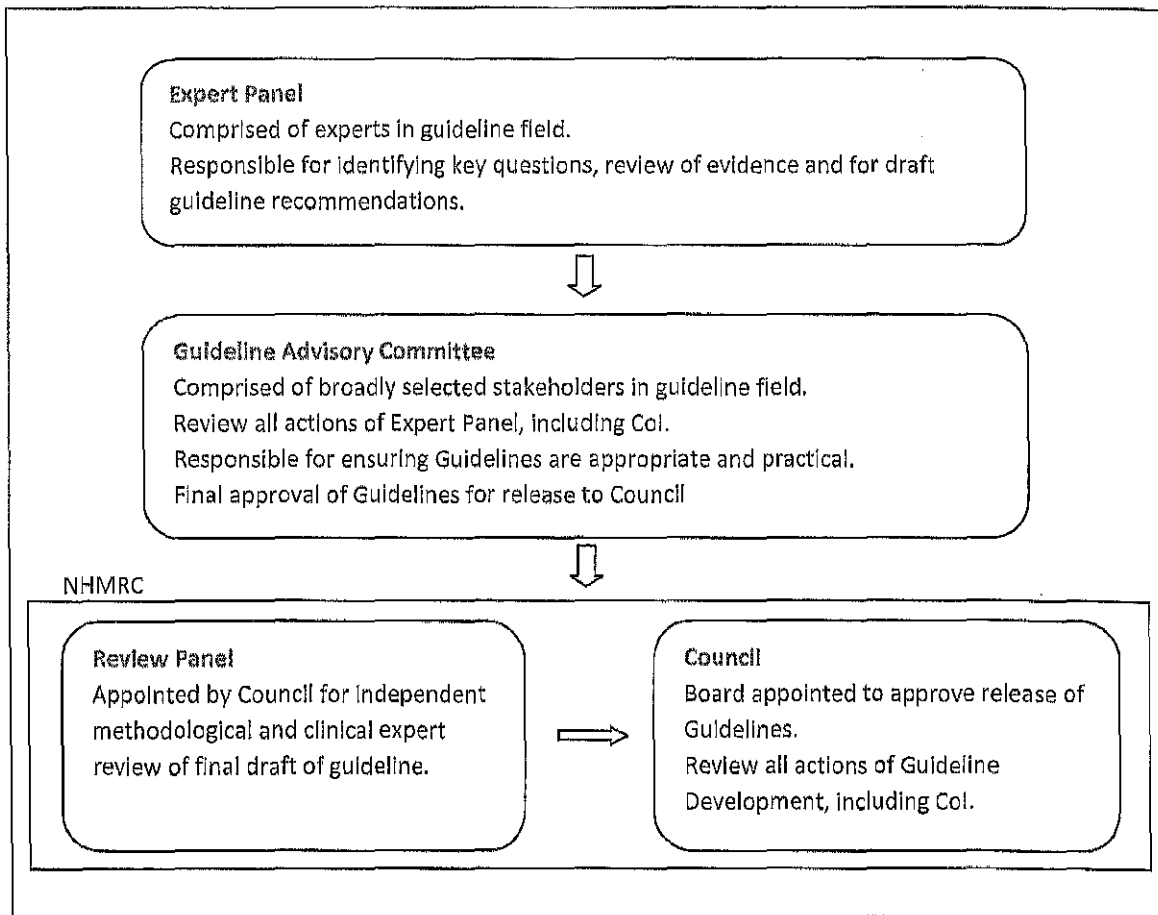 Expert Panel
Comprised of experts in guideline field.
Responsible for identifying key questions, review of evidence and for draft
guideline recommendations.
Guideline Advisory Committee
Comprised of broadly selected stakeholders in guideline field.
Review all actions of Expert Panel, including CoI.
Responsible for ensuring Guidelines are appropriate and practical.
Final approval of Guidelines for release to Council
NHMRC
Review Panel
Appointed by Council for independent
methodological and clinical expert
review of final draft of guideline.
Council
Board appointed to approve release of
Guidelines.
Review all actions of Guideline
Development, including CoI.